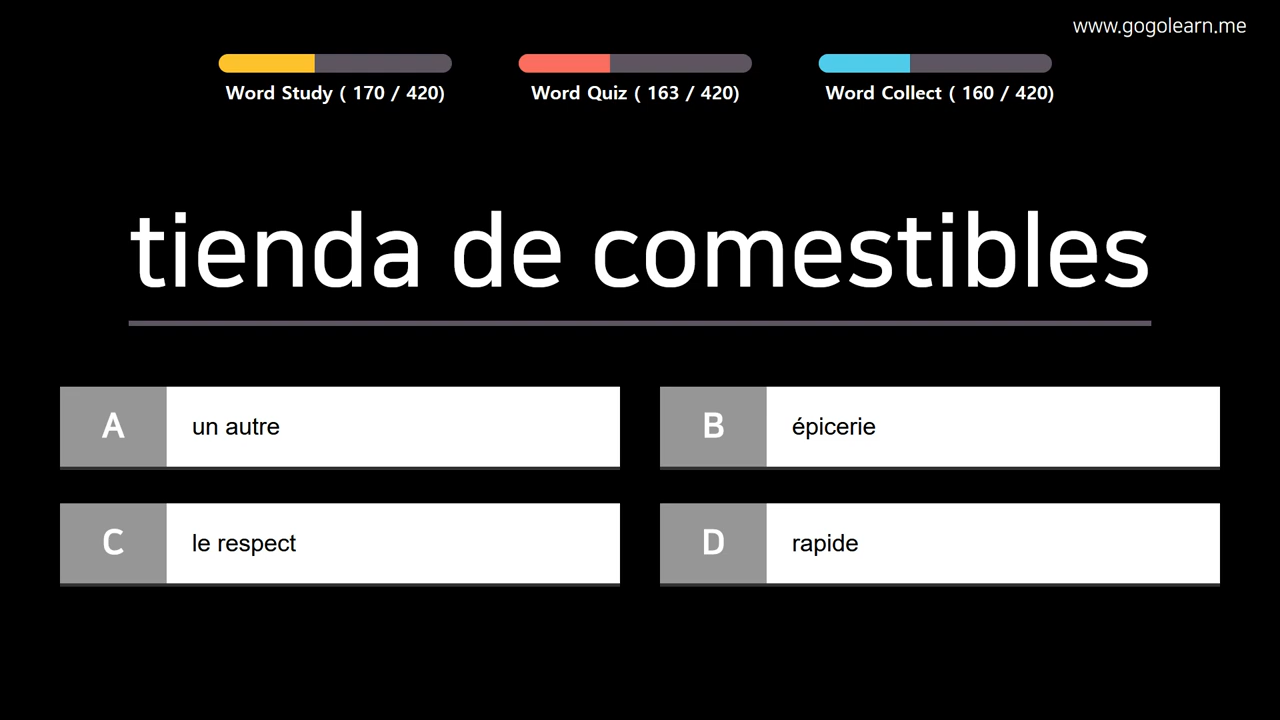 www.gogolearn.me
Word Study ( 170 / 420)
Word Quiz ( 163 / 420)
Word Collect ( 160 / 420)
tienda de comestibles
A un autre
B épicerie
C le respect
D rapide